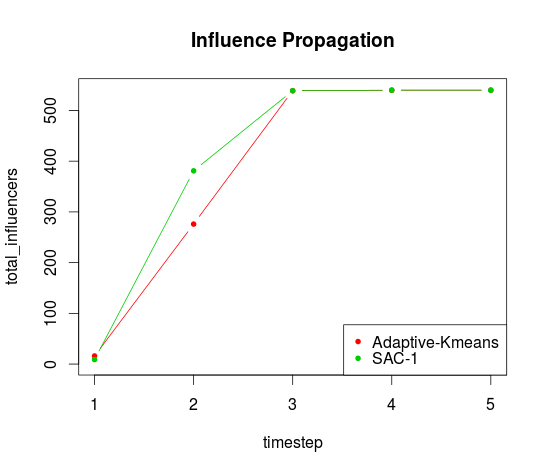 Influence Propagation
total_influencers
500
400
300
200
100
0
Adaptive-Kmeans
SAC-1
1 2 3 4 5
timestep